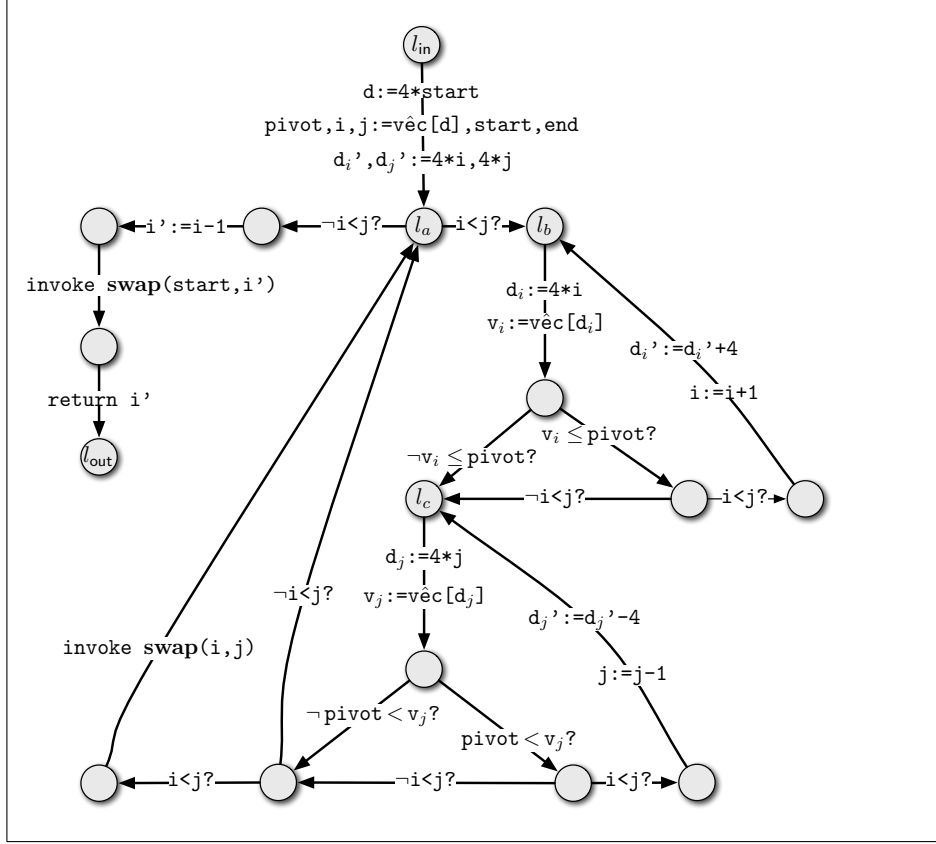 l_in
d:=4*start
pivot,i,j:=vêc[d],start,end
d_i',d_j':=4*i,4*j
i':=i-1
¬i<j?
l_a
i<j?
l_b
invoke swap(start,i')
d_i:=4*i
v_i:=vêc[d_i]
d_i':=d_i'+4
i:=i+1
return i'
l_out
¬v_i ≤pivot?
v_i ≤pivot?
l_c
¬i<j?
i<j?
d_j:=4*j
v_j:=vêc[d_j]
¬i<j?
d_j':=d_j'-4
invoke swap(i,j)
j:=j-1
¬pivot<v_j?
pivot<v_j?
i<j?
¬i<j?
i<j?